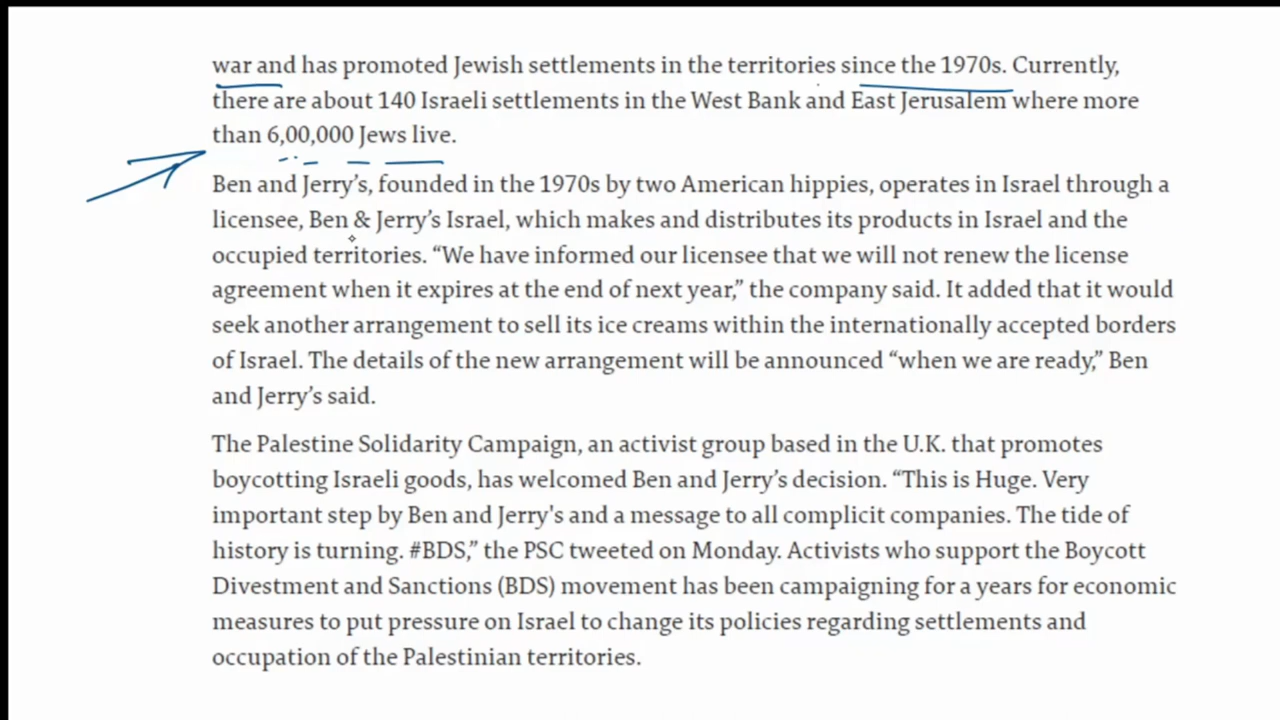 war and has promoted Jewish settlements in the territories since the 1970s. Currently,
there are about 140 Israeli settlements in the West Bank and East Jerusalem where more
than 6,00,000 Jews live.
Ben and Jerry’s, founded in the 1970s by two American hippies, operates in Israel through a
licensee, Ben & Jerry’s Israel, which makes and distributes its products in Israel and the
occupied territories. “We have informed our licensee that we will not renew the license
agreement when it expires at the end of next year,” the company said. It added that it would
seek another arrangement to sell its ice creams within the internationally accepted borders
of Israel. The details of the new arrangement will be announced “when we are ready,” Ben
and Jerry’s said.
The Palestine Solidarity Campaign, an activist group based in the U.K. that promotes
boycotting Israeli goods, has welcomed Ben and Jerry’s decision. “This is Huge. Very
important step by Ben and Jerry's and a message to all complicit companies. The tide of
history is turning. #BDS,” the PSC tweeted on Monday. Activists who support the Boycott
Divestment and Sanctions (BDS) movement has been campaigning for a years for economic
measures to put pressure on Israel to change its policies regarding settlements and
occupation of the Palestinian territories.